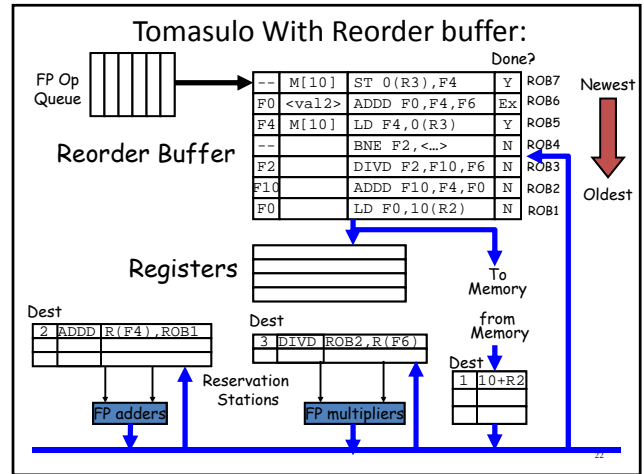 Tomasulo With Reorder buffer:
Done?
FP Op
Queue
-- M[10] ST 0(R3),F4 Y ROB7
F0 <val2> ADDD F0,F4,F6 Ex ROB6
F4 M[10] LD F4,0(R3) Y ROB5
-- BNE F2,<…> N ROB4
F2 DIVD F2,F10,F6 N ROB3
F10 ADDD F10,F4,F0 N ROB2
F0 LD F0,10(R2) N ROB1
Newest
Oldest
Reorder Buffer
Registers
To
Memory
from
Memory
Dest
2 ADDD R(F4),ROB1
Dest
3 DIVD ROB2,R(F6)
Dest
1 10+R2
Reservation
Stations
FP adders
FP multipliers
22